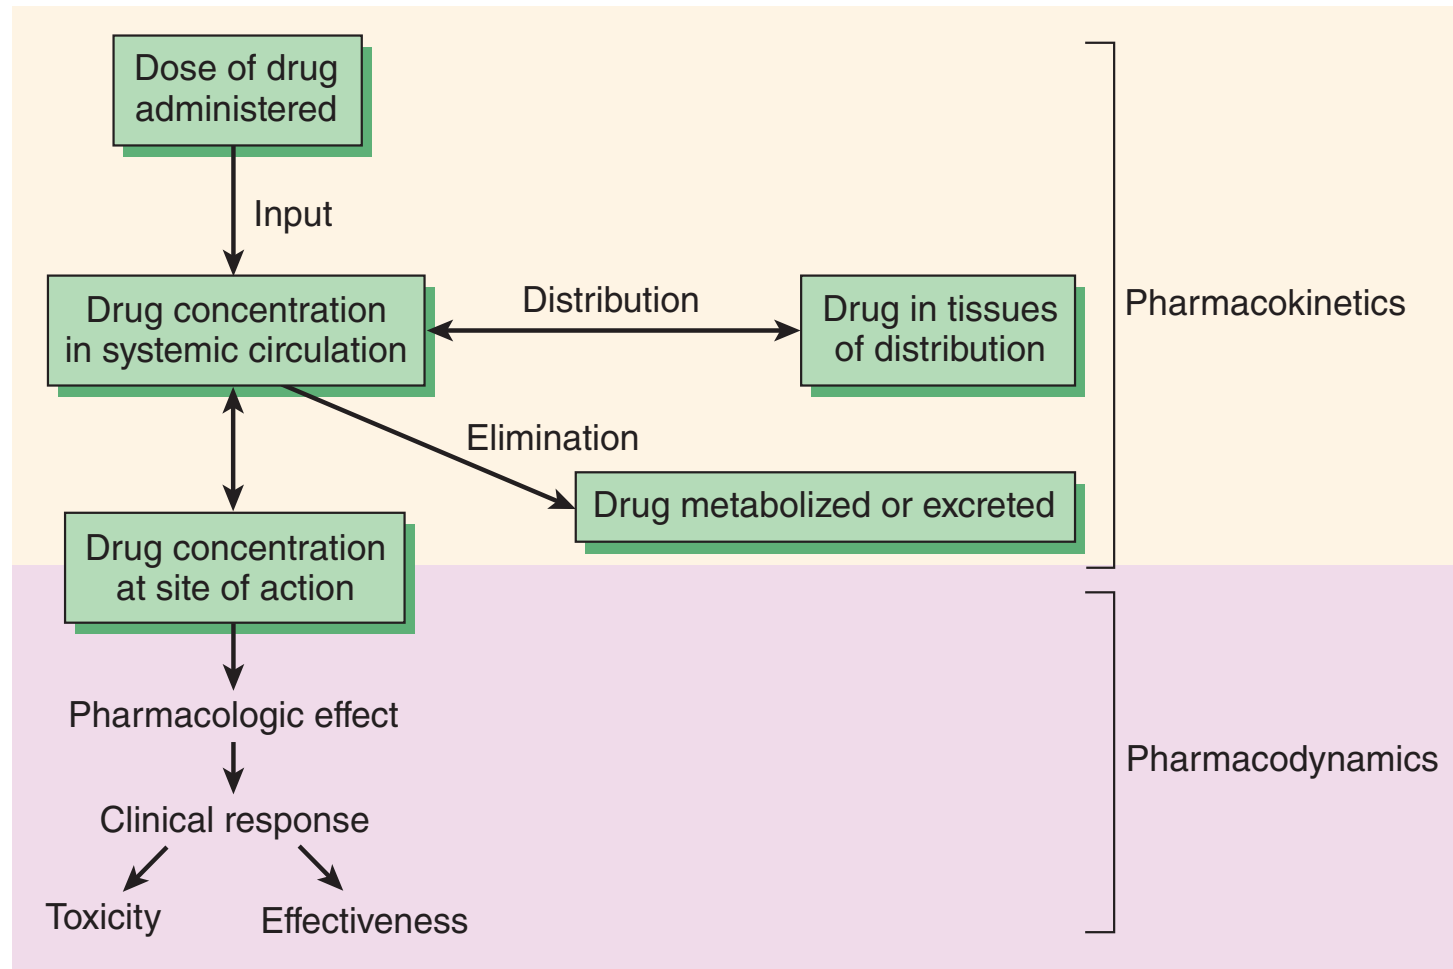 Dose of drug
administered
Input
Drug concentration
in systemic circulation
Distribution
Drug in tissues
of distribution
Pharmacokinetics
Elimination
Drug metabolized or excreted
Drug concentration
at site of action
Pharmacologic effect
Pharmacodynamics
Clinical response
Toxicity
Effectiveness